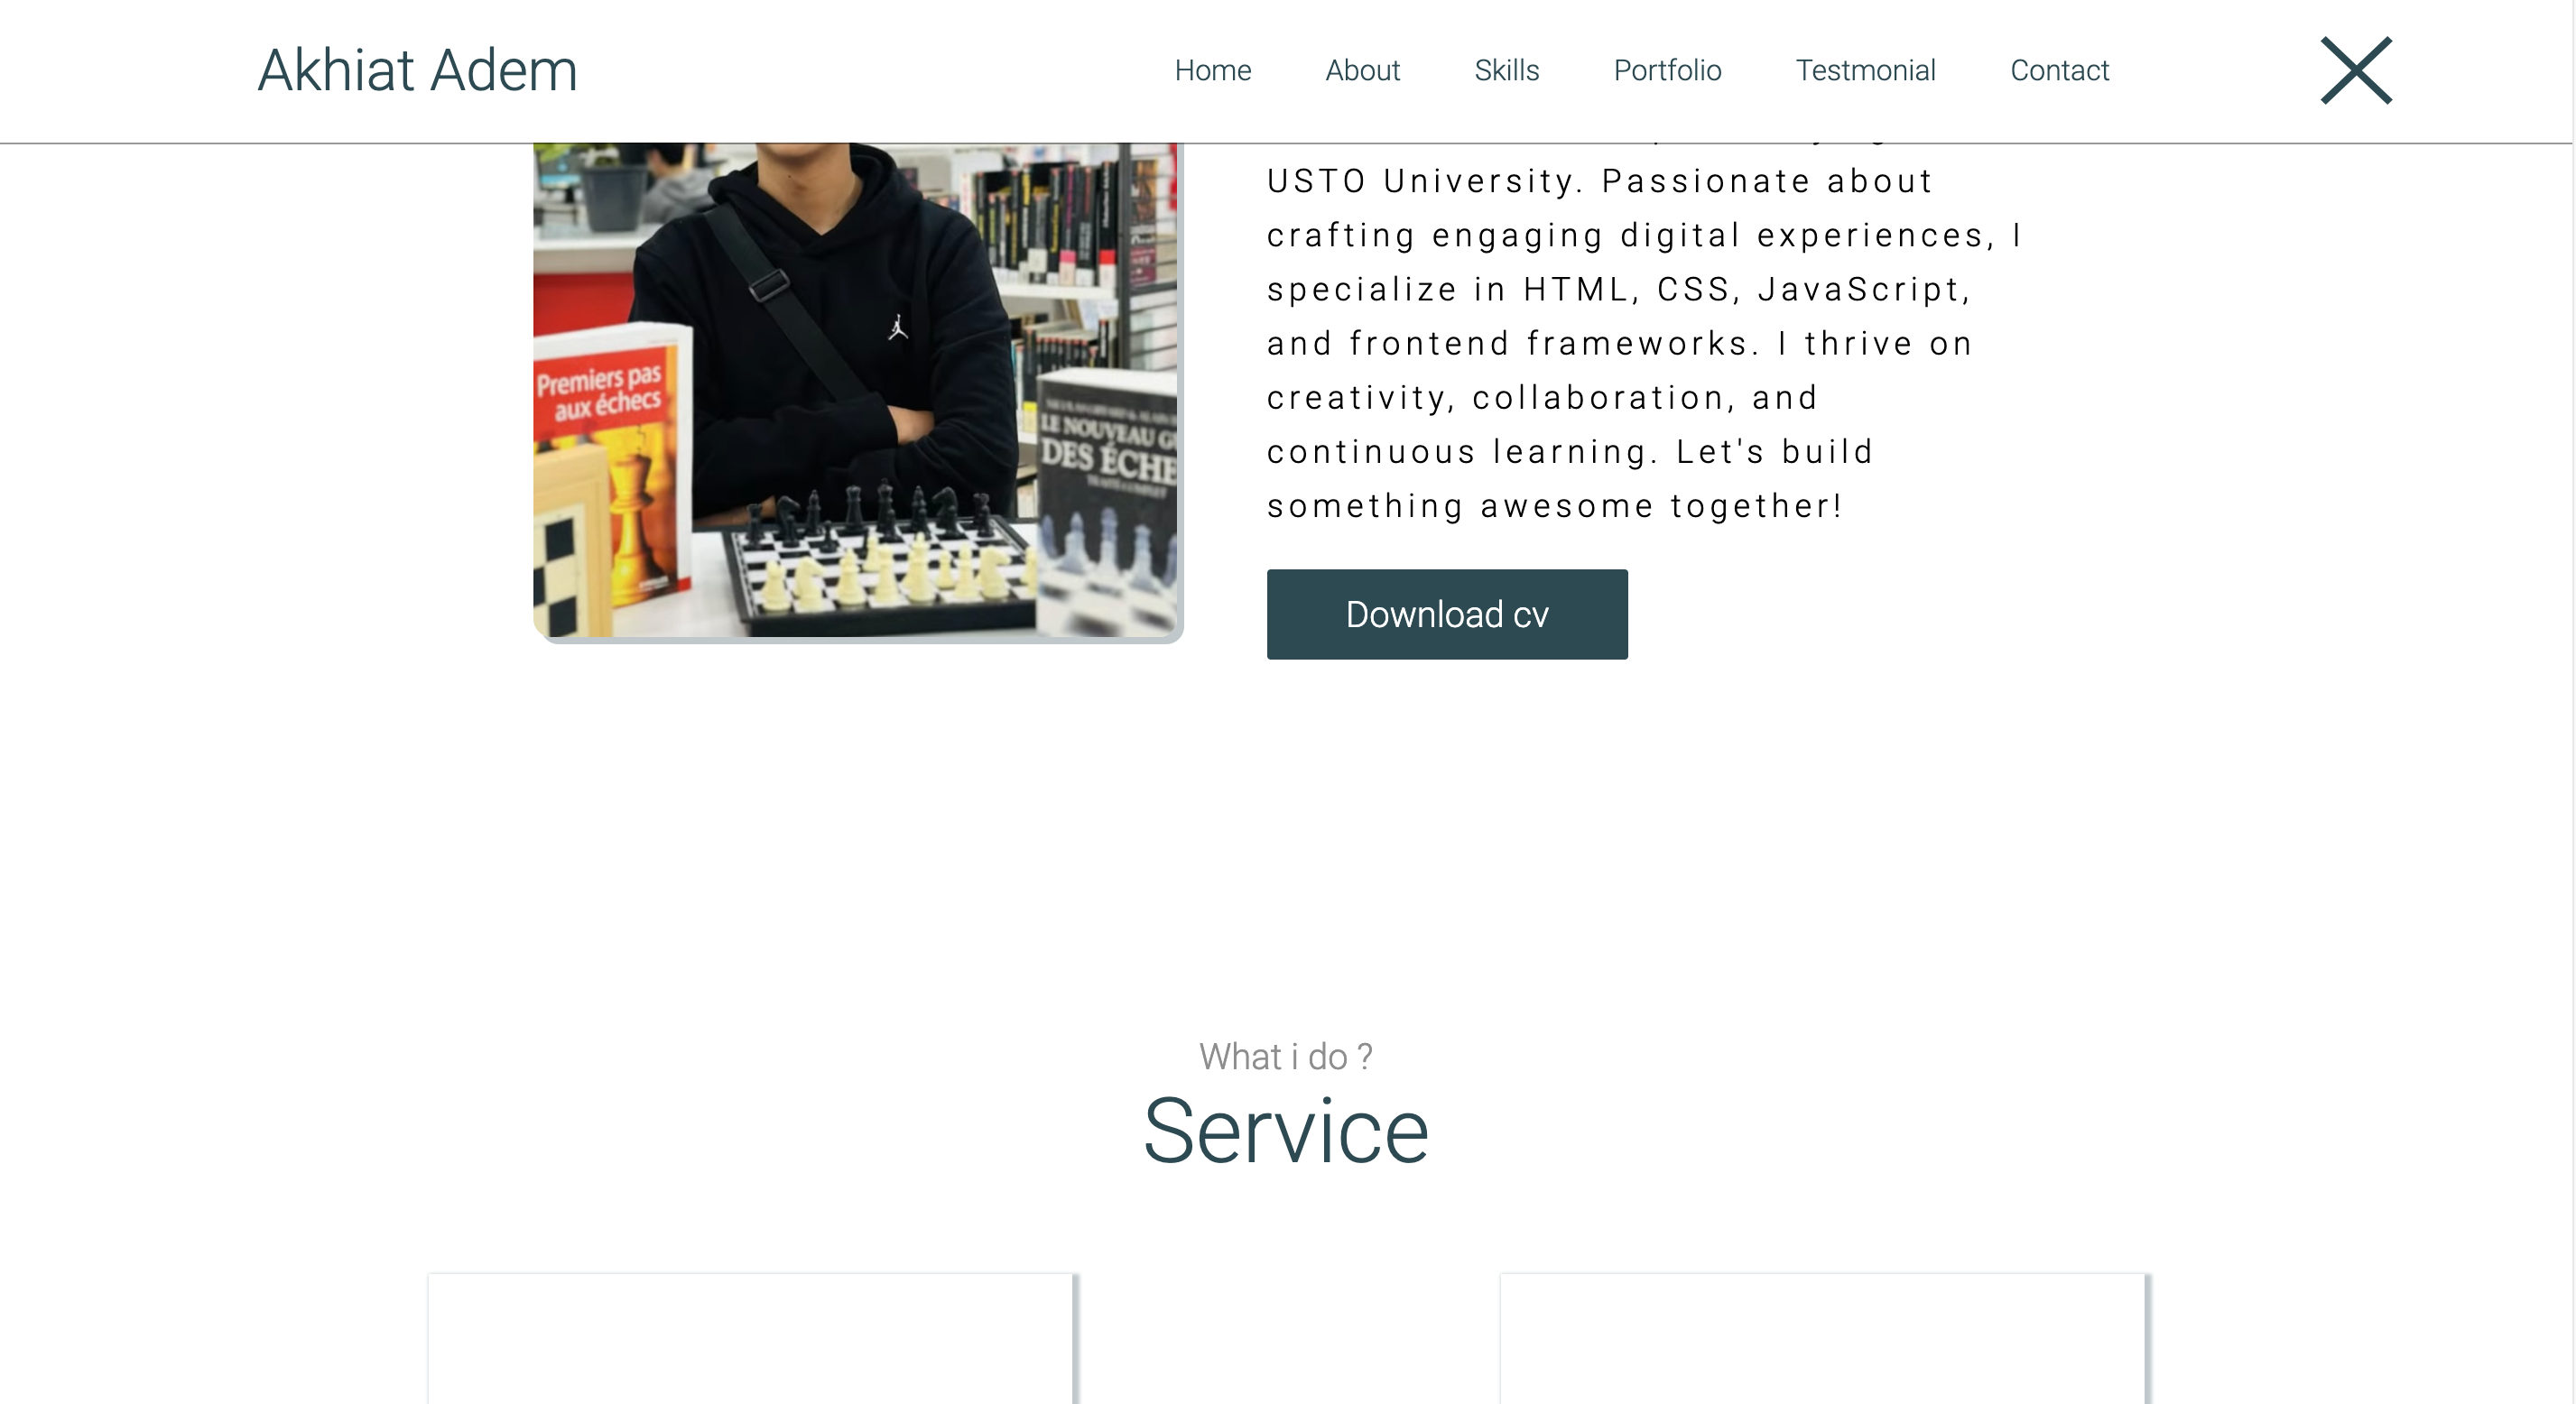 Akhiat Adem
Home About Skills Portfolio Testmonial Contact
USTO University. Passionate about
crafting engaging digital experiences, I
specialize in HTML, CSS, JavaScript,
and frontend frameworks. I thrive on
creativity, collaboration, and
continuous learning. Let's build
something awesome together!
Premiers pas
aux échecs
LE NOUVEAU
DES
Download cv
What i do ?
Service